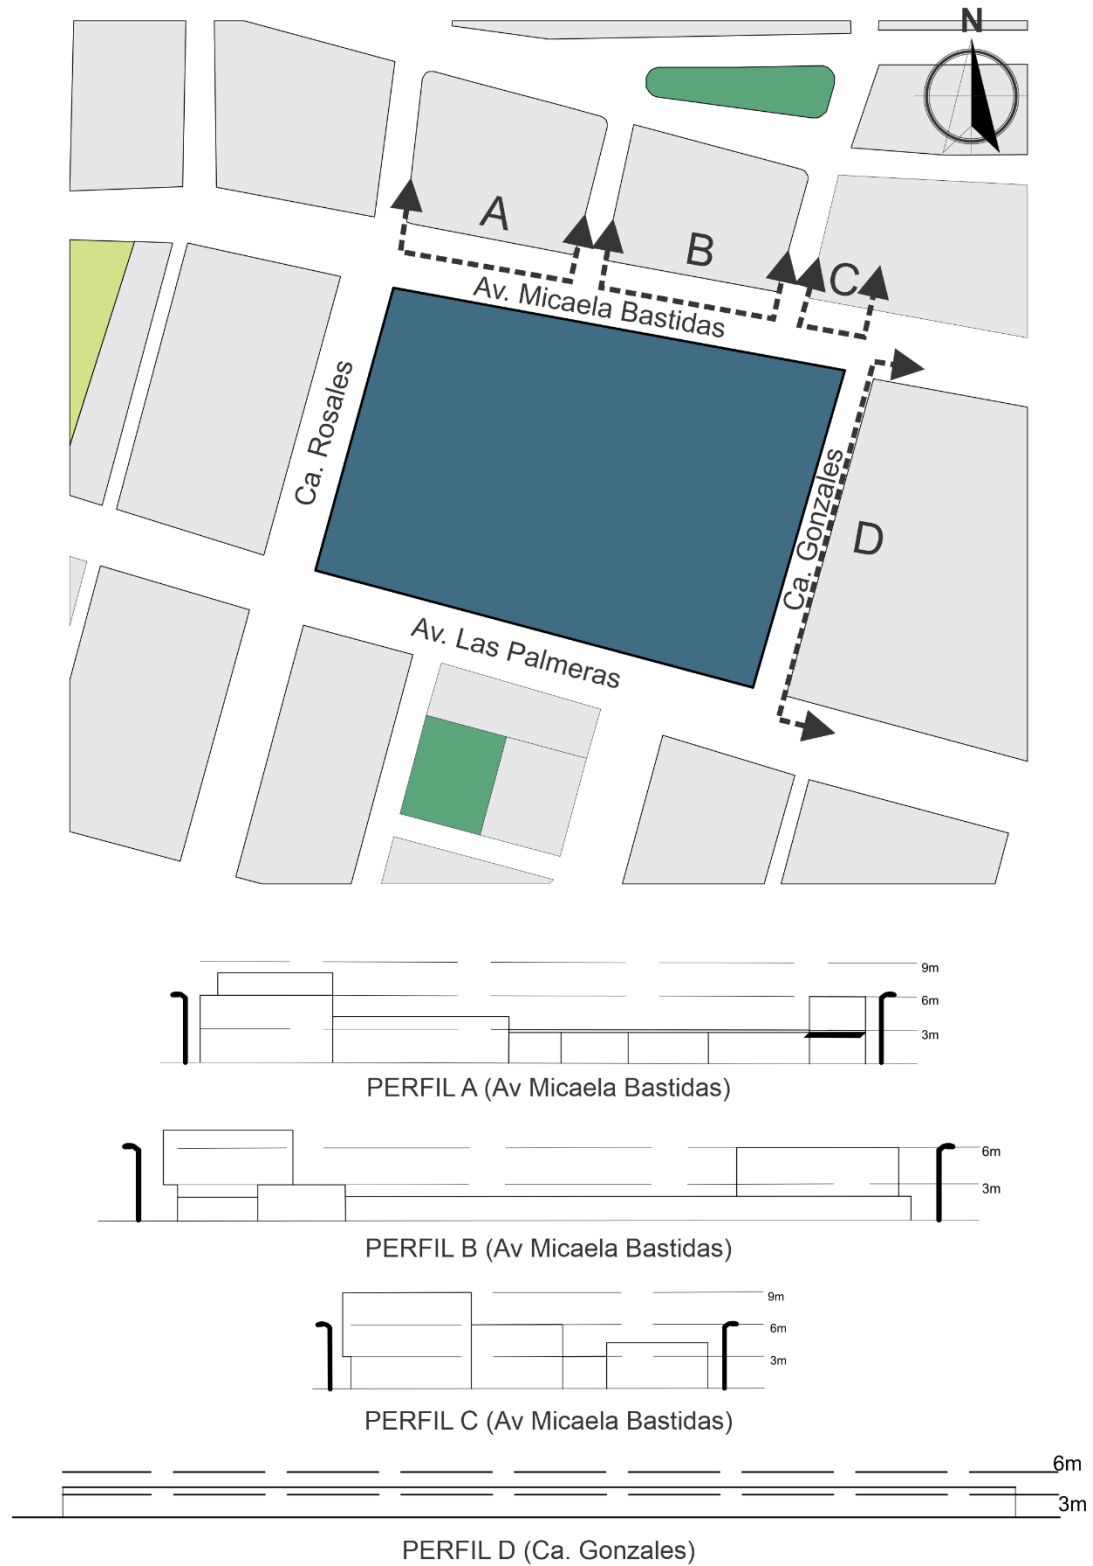 N
A
B
C
Av. Micaela Bastidas
Ca. Rosales
Ca. Gonzales
D
Av. Las Palmeras
9m
6m
3m
PERFIL A (Av Micaela Bastidas)
6m
3m
PERFIL B (Av Micaela Bastidas)
9m
6m
3m
PERFIL C (Av Micaela Bastidas)
6m
3m
PERFIL D (Ca. Gonzales)